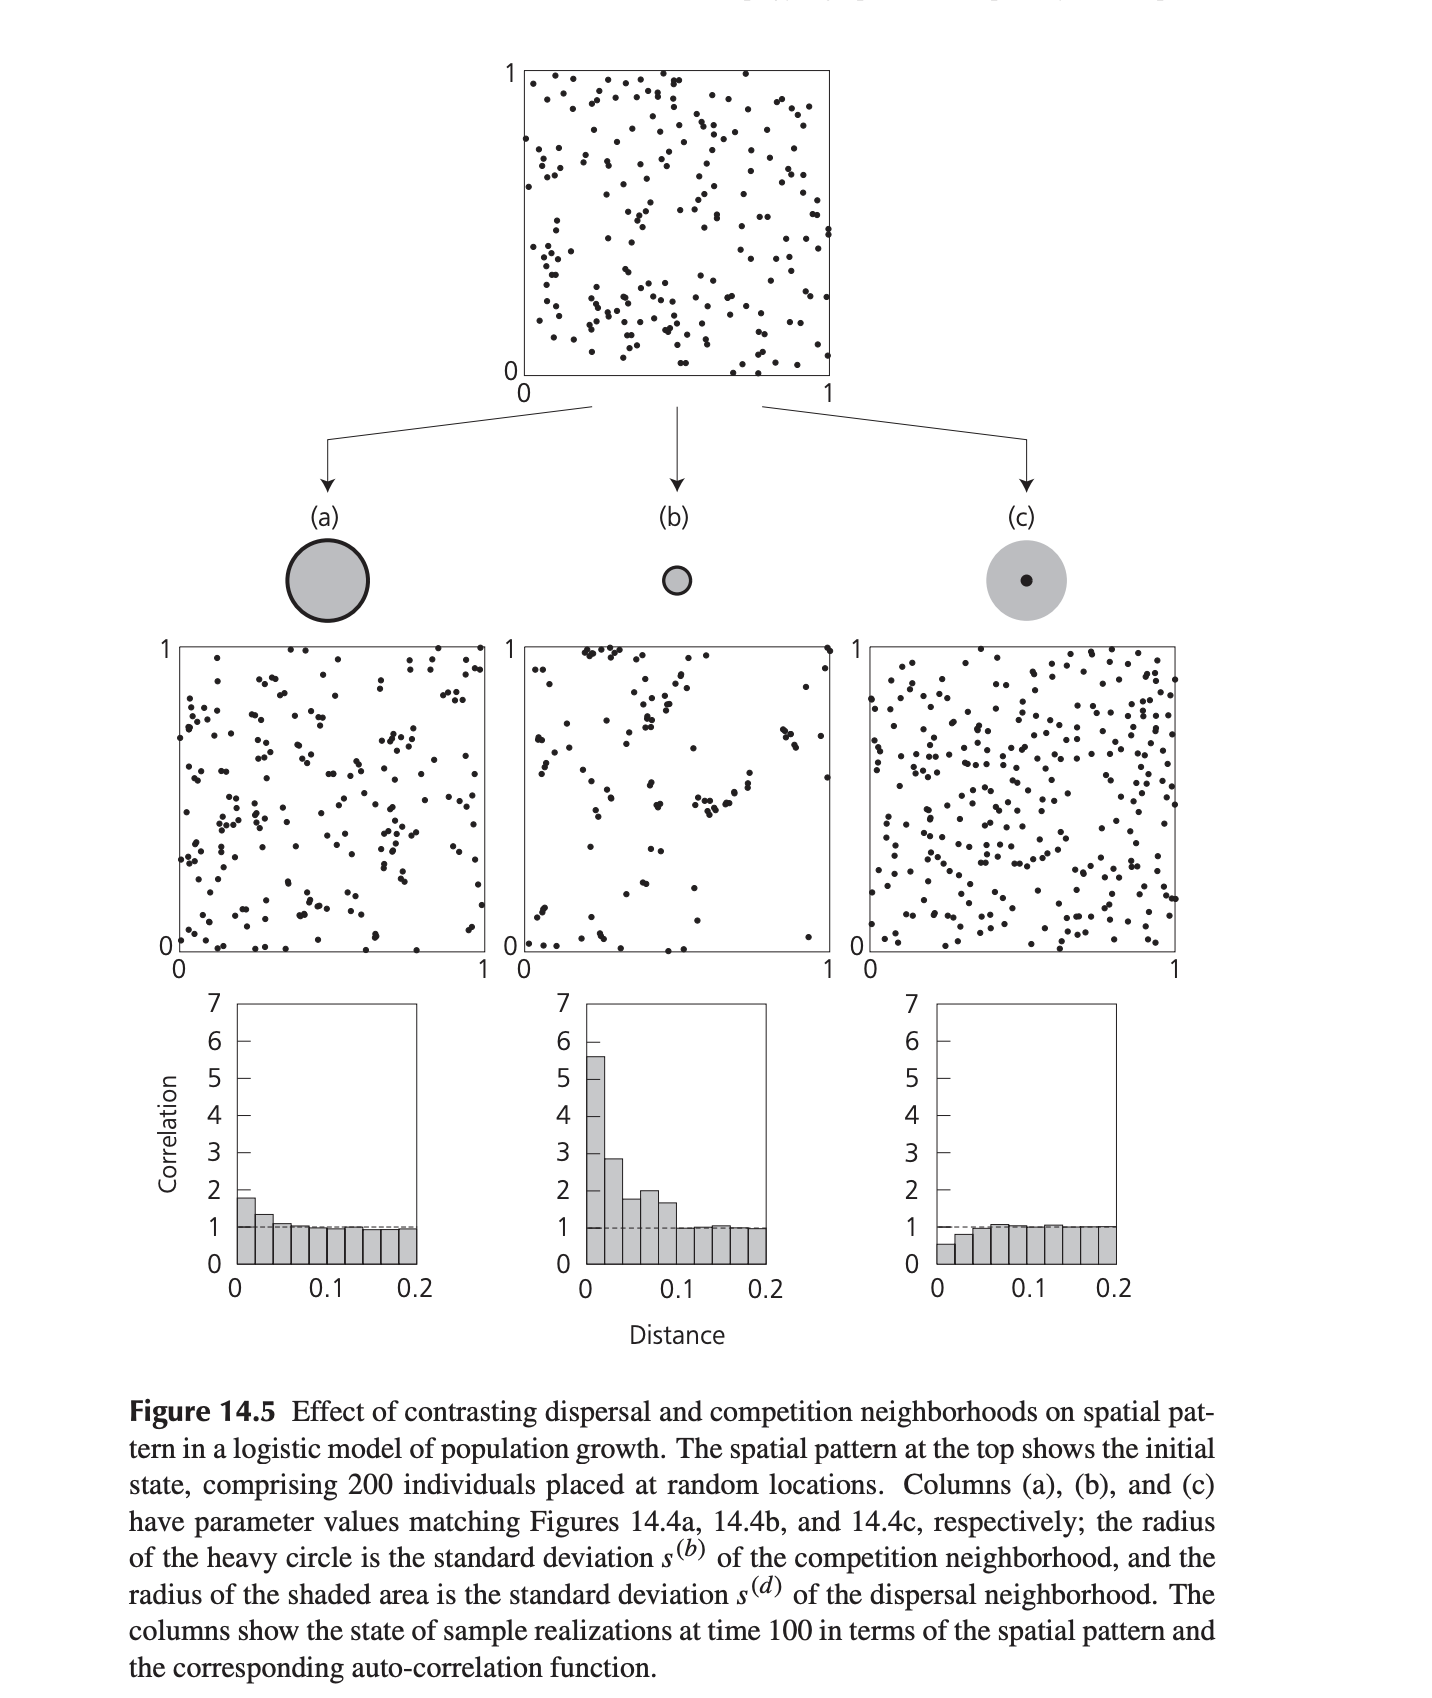 1
0
0 1
(a) (b) (c)
1 1 1
0 0 0
0 1 0 1 0 1
7 7 7
6 6 6
5 5 5
4 4 4
3 3 3
2 2 2
1 1 1
0 0 0
Correlation
0 0.1 0.2 0 0.1 0.2 0 0.1 0.2
Distance
Figure 14.5 Effect of contrasting dispersal and competition neighborhoods on spatial pat-
tern in a logistic model of population growth. The spatial pattern at the top shows the initial
state, comprising 200 individuals placed at random locations. Columns (a), (b), and (c)
have parameter values matching Figures 14.4a, 14.4b, and 14.4c, respectively; the radius
of the heavy circle is the standard deviation s(b) of the competition neighborhood, and the
radius of the shaded area is the standard deviation s(d) of the dispersal neighborhood. The
columns show the state of sample realizations at time 100 in terms of the spatial pattern and
the corresponding auto-correlation function.